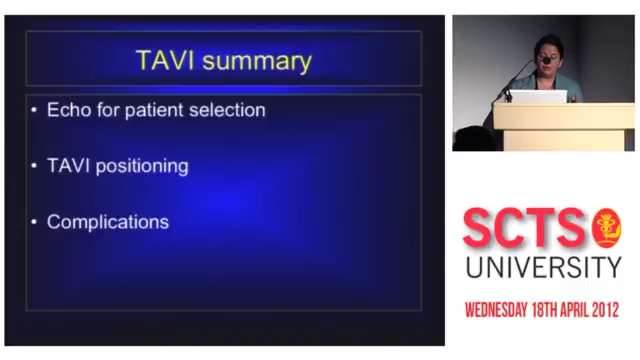 TAVI summary
• Echo for patient selection
• TAVI positioning
• Complications
SCTS
UNIVERSITY
WEDNESDAY 18TH APRIL 2012